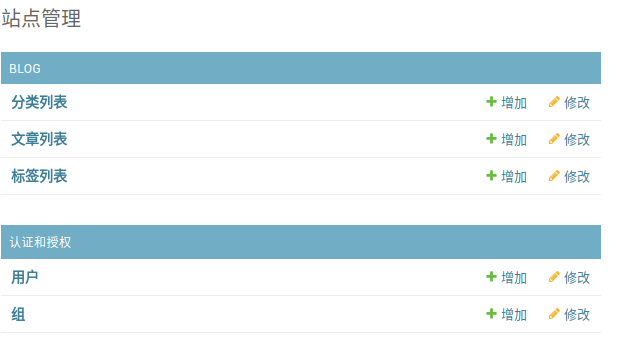 站点管理
BLOG
分类列表 增加 修改
文章列表 增加 修改
标签列表 增加 修改
认证和授权
用户 增加 修改
组 增加 修改